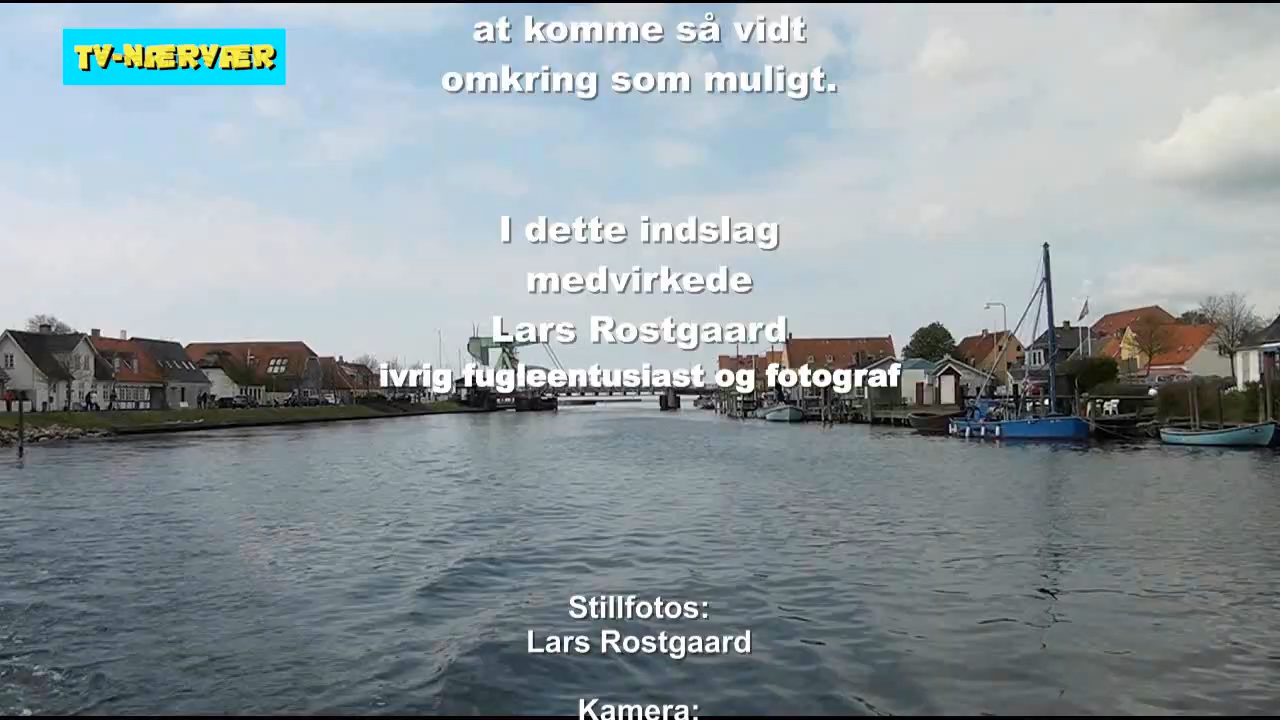 TV-NÆRVÆR
at komme så vidt
omkring som muligt.
I dette indslag
medvirkede
Lars Rostgaard
ivrig fugleentusiast og fotograf
Stillfotos:
Lars Rostgaard
Kamera: